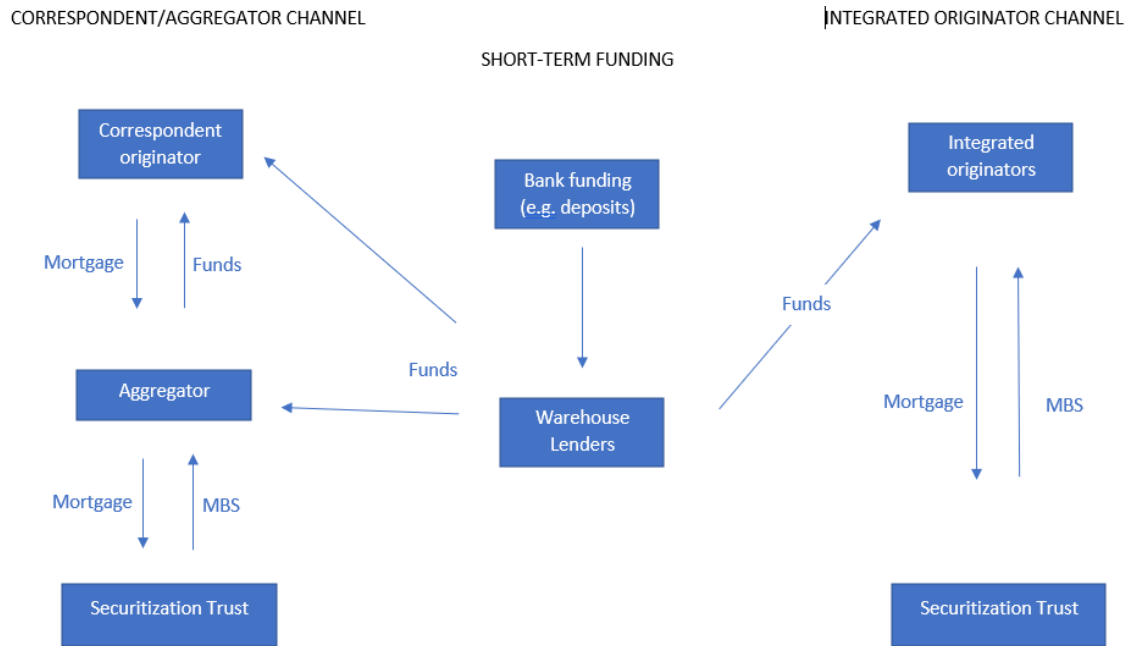 CORRESPONDENT/AGGREGATOR CHANNEL
INTEGRATED ORIGINATOR CHANNEL
SHORT-TERM FUNDING
Correspondent
originator
Bank funding
(e.g. deposits)
Integrated
originators
Mortgage
Funds
Funds
Funds
Aggregator
Warehouse
Lenders
Mortgage
MBS
Mortgage
MBS
Securitization Trust
Securitization Trust